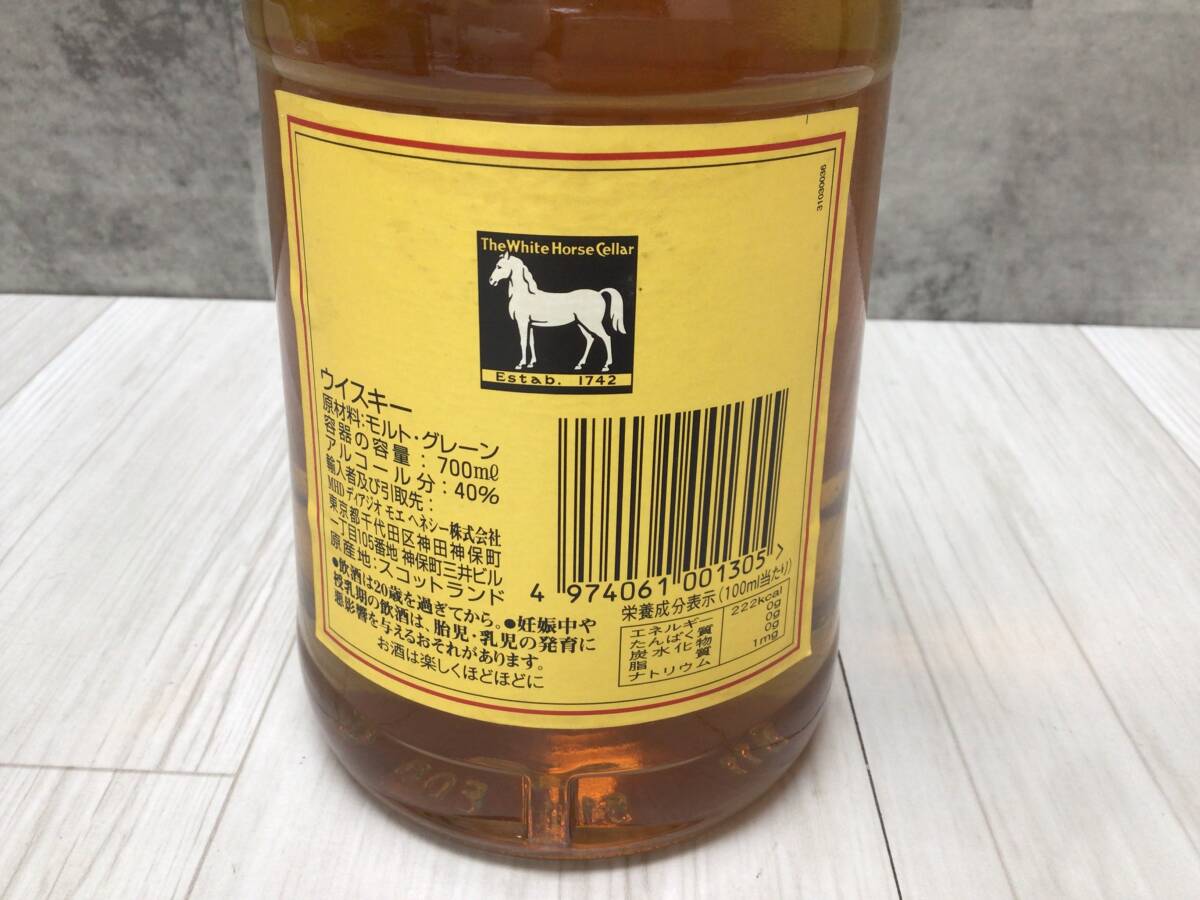 31030036
The White Horse Cellar
Estab. 1742
ウイスキー
原材料:モルト・グレーン
容器の容量:700mℓ
アルコール分:40%
輸入者及び引取先:
MHD ディアジオ モエ ヘネシー株式会社
東京都千代田区神田神保町
一丁目105番地 神保町三井ビル
原産地:スコットランド
●飲酒は20歳を過ぎてから。●妊娠中や
授乳期の飲酒は、胎児・乳児の発育に
悪影響を与えるおそれがあります。
お酒は楽しくほどほどに
4 974061 001305 >
栄養成分表示(100ml当たり)
エネルギー 222kcal
たんぱく質 0g
炭水化物 0g
脂質
ナトリウム 1mg